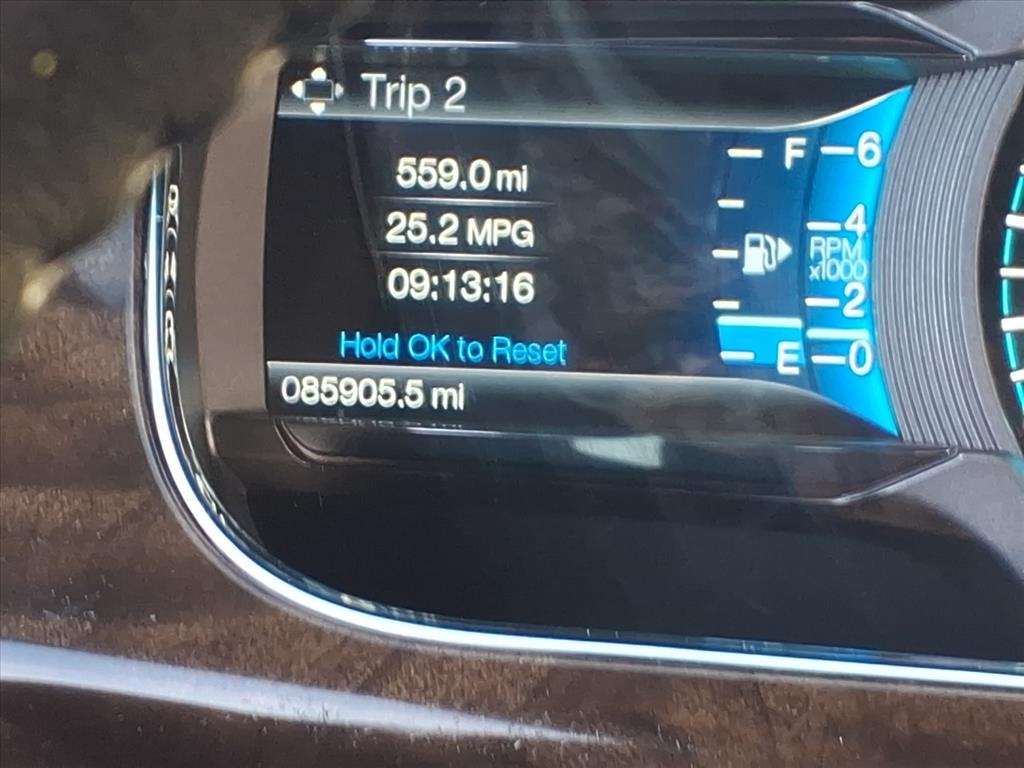 Trip 2
559.0 mi
25.2 MPG
09:13:16
Hold OK to Reset
085905.5 mi
F
E
6
4
RPM
x1000
2
0